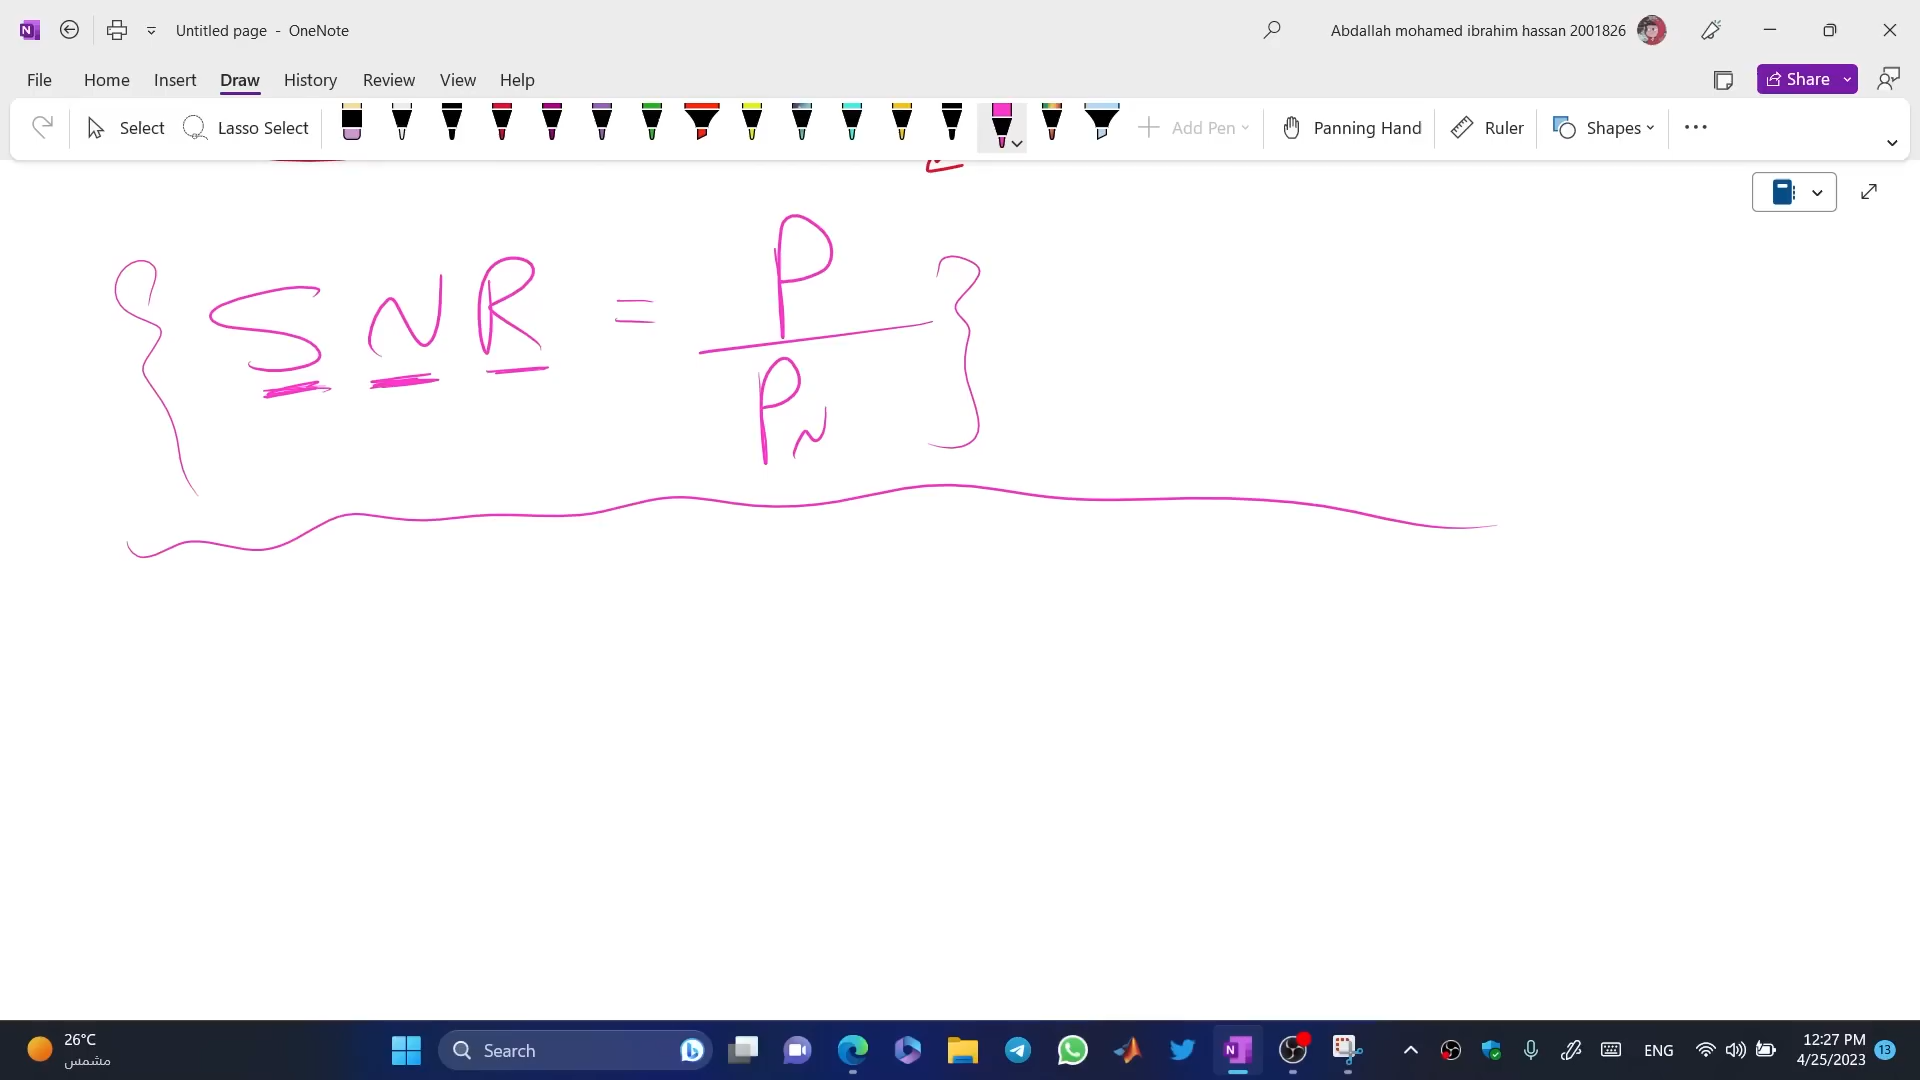 Untitled page - OneNote
Abdallah mohamed ibrahim hassan 2001826
File Home Insert Draw History Review View Help
Share
Select Lasso Select Add Pen Panning Hand Ruler Shapes
{ SNR = P / P_N }
26°C
مشمس
Search
ENG
12:27 PM
4/25/2023
13